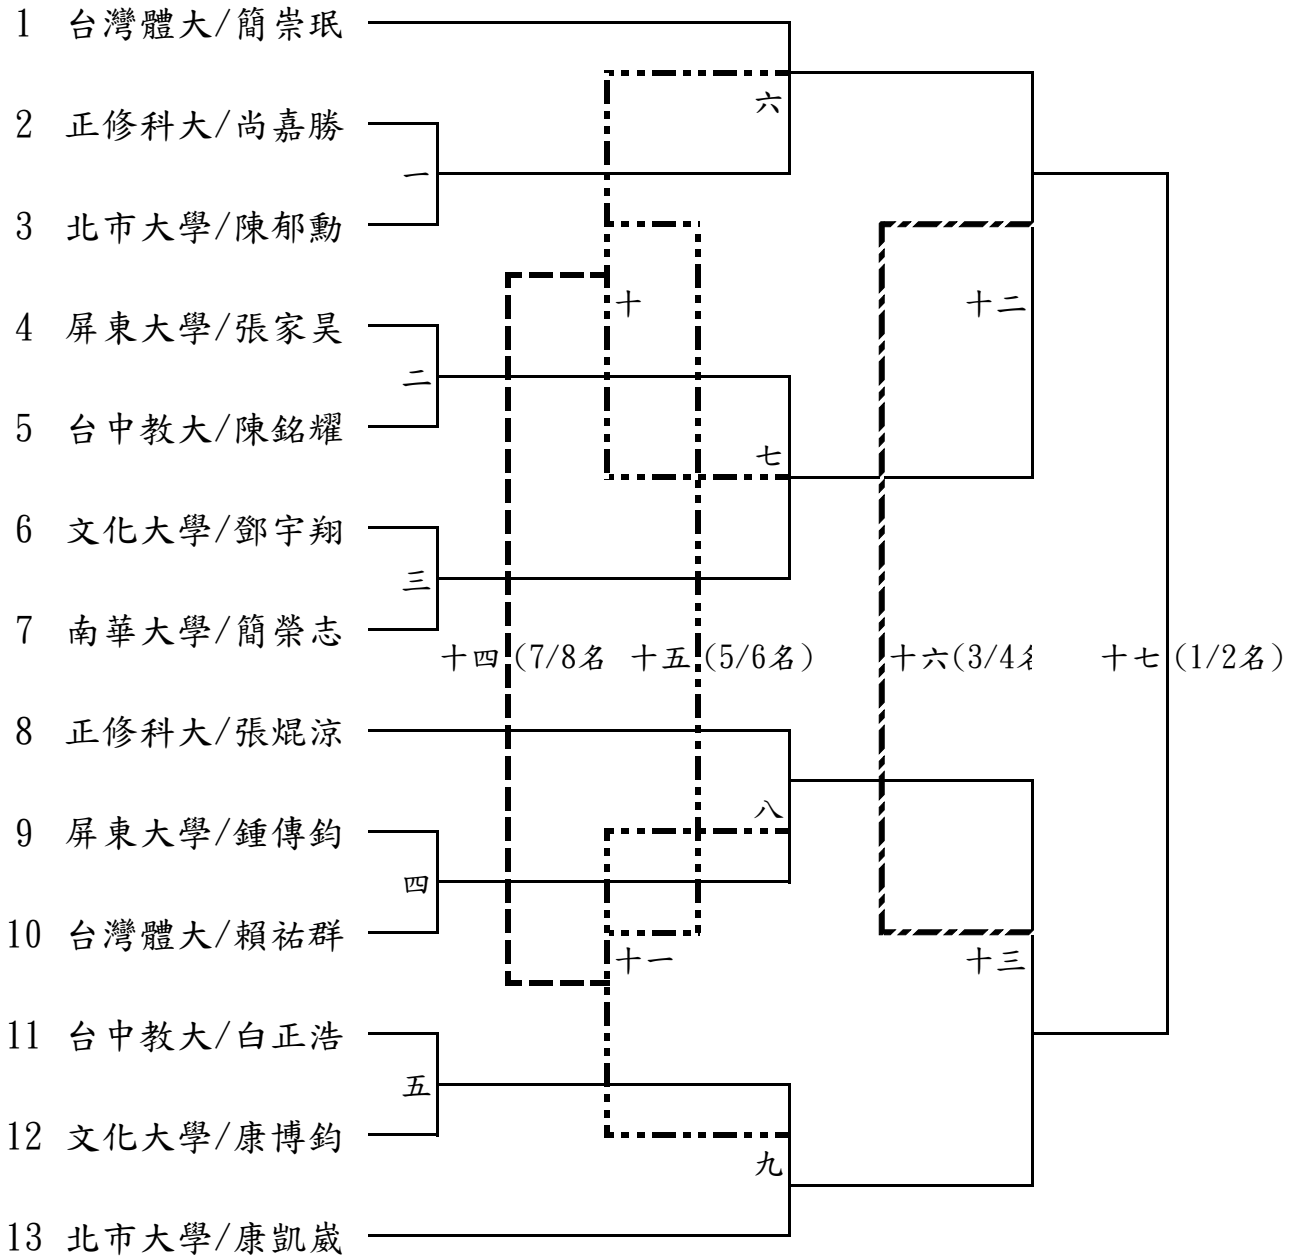 1 台灣體大/簡崇珉
六
2 正修科大/尚嘉勝
一
3 北市大學/陳郁勳
十 十二
4 屏東大學/張家昊
二
5 台中教大/陳銘耀
七
6 文化大學/鄧宇翔
三
7 南華大學/簡榮志
十四(7/8名 十五(5/6名) 十六(3/4名 十七(1/2名)
8 正修科大/張焜涼
八
9 屏東大學/鍾傳鈞
四
10 台灣體大/賴祐群
十一 十三
11 台中教大/白正浩
五
12 文化大學/康博鈞
九
13 北市大學/康凱崴